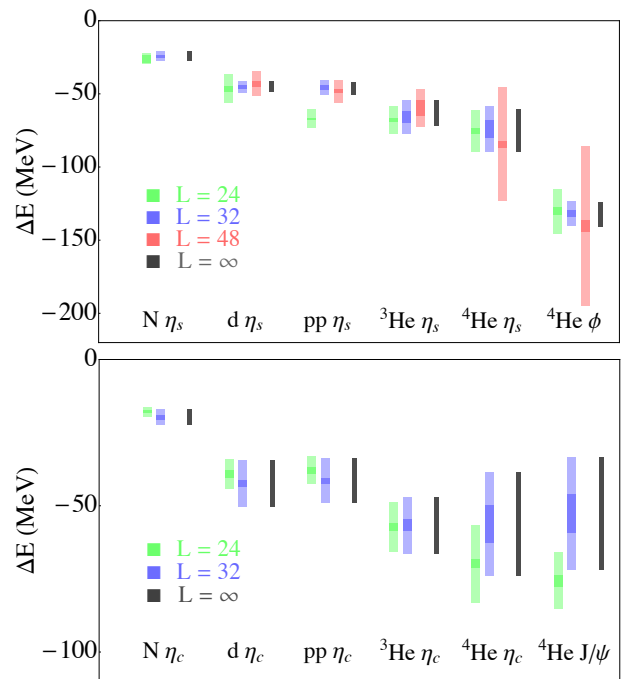 0
−50
−100
−150
−200
ΔE (MeV)
L = 24
L = 32
L = 48
L = ∞
N ηs d ηs pp ηs ³He ηs ⁴He ηs ⁴He ϕ
0
−50
−100
ΔE (MeV)
L = 24
L = 32
L = ∞
N ηc d ηc pp ηc ³He ηc ⁴He ηc ⁴He J/ψ